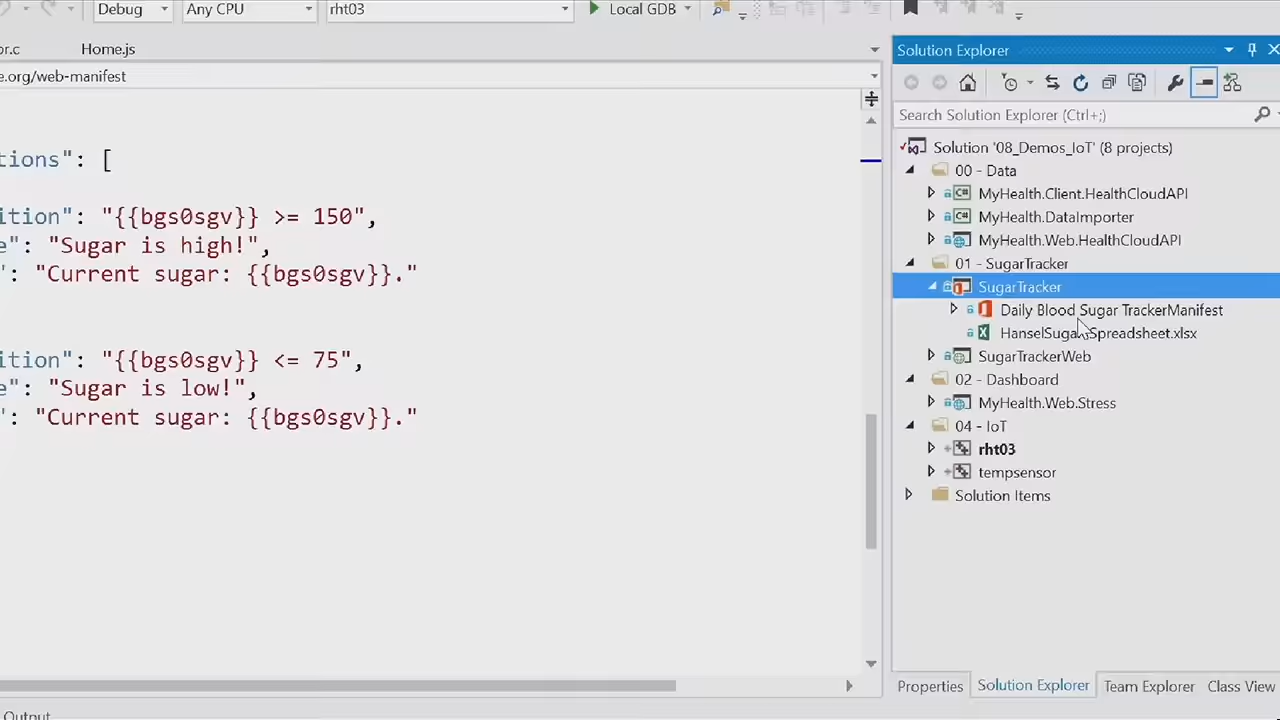 Debug
Any CPU
rht03
Local GDB
or.c
Home.js
e.org/web-manifest
tions": [
ition": "{{bgs0sgv}} >= 150",
e": "Sugar is high!",
": "Current sugar: {{bgs0sgv}}."
ition": "{{bgs0sgv}} <= 75",
e": "Sugar is low!",
": "Current sugar: {{bgs0sgv}}."
Output
Solution Explorer
Search Solution Explorer (Ctrl+;)
Solution '08_Demos_IoT' (8 projects)
00 - Data
MyHealth.Client.HealthCloudAPI
MyHealth.DataImporter
MyHealth.Web.HealthCloudAPI
01 - SugarTracker
SugarTracker
Daily Blood Sugar TrackerManifest
HanselSugarSpreadsheet.xlsx
SugarTrackerWeb
02 - Dashboard
MyHealth.Web.Stress
04 - IoT
rht03
tempsensor
Solution Items
Properties
Solution Explorer
Team Explorer
Class View